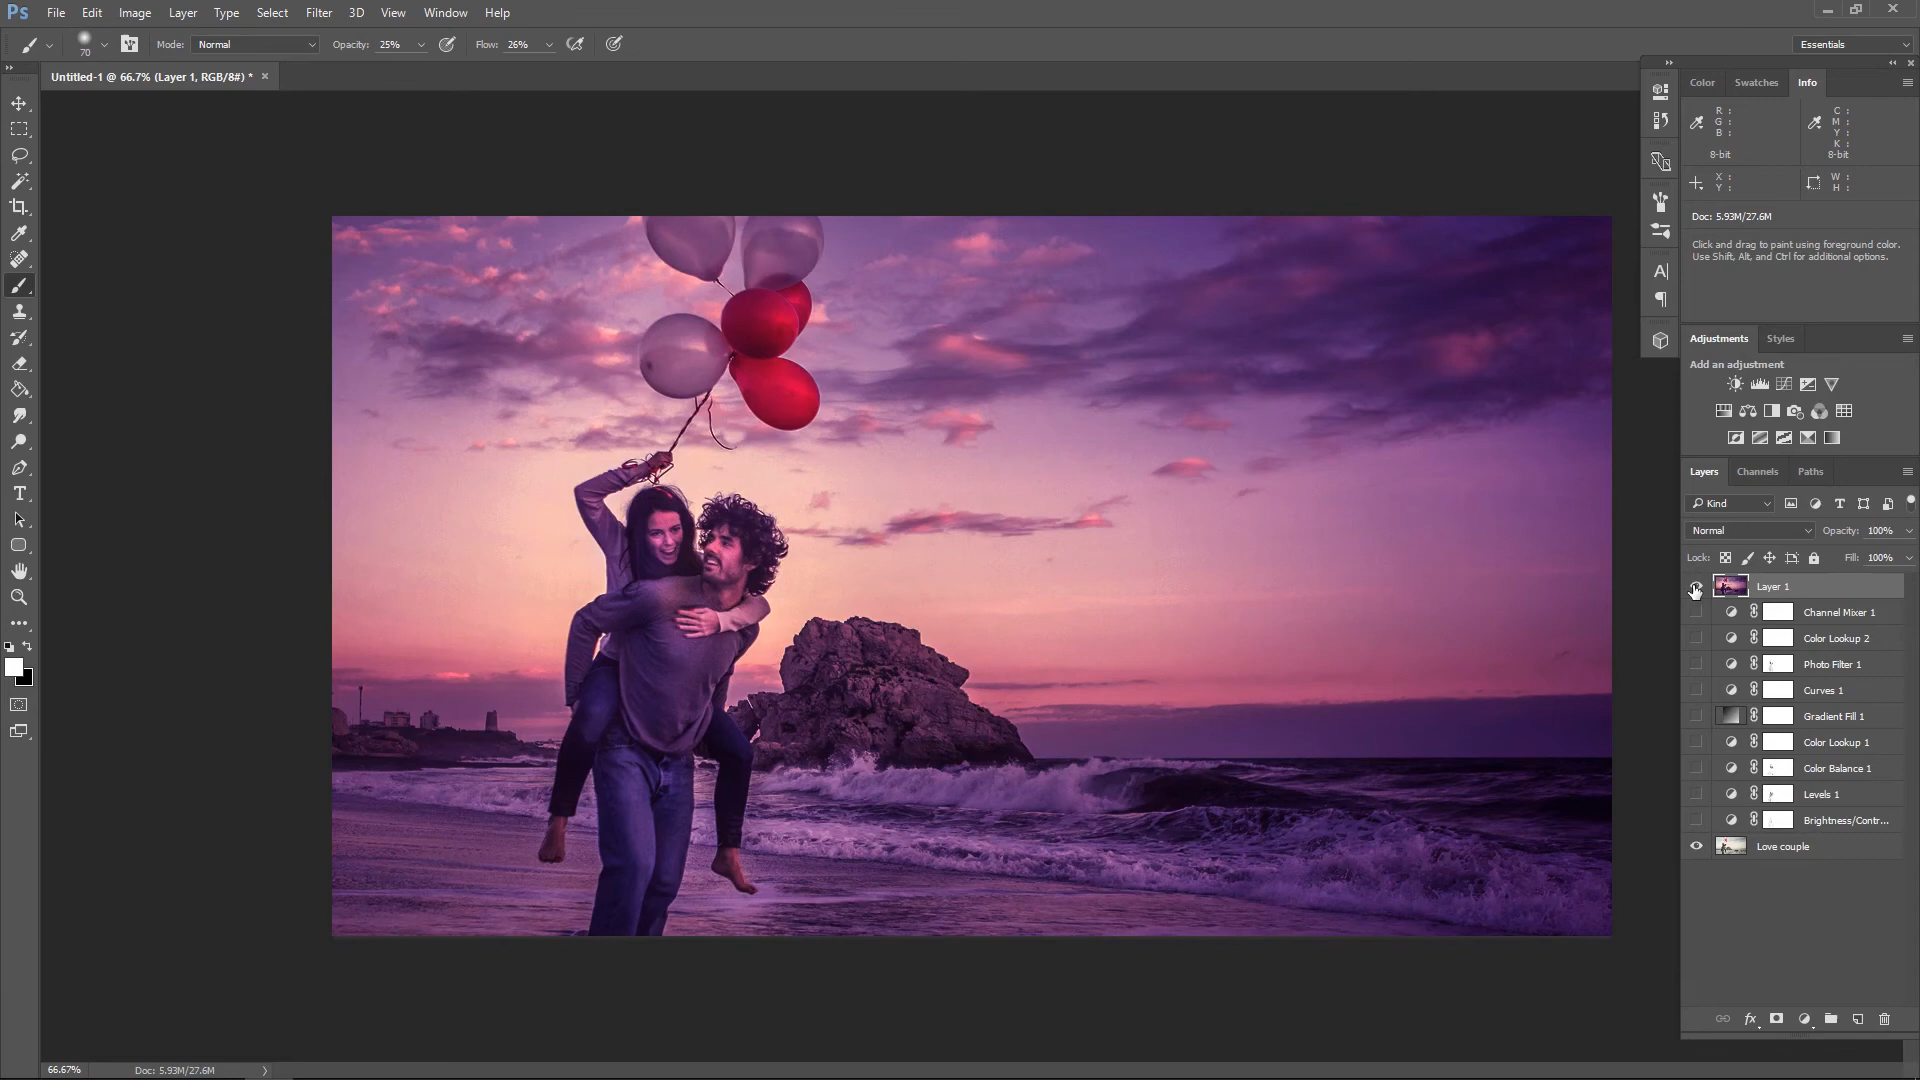 Ps File Edit Image Layer Type Select Filter 3D View Window Help
70 Mode: Normal Opacity: 25% Flow: 26% Essentials
Untitled-1 @ 66.7% (Layer 1, RGB/8#) * ×
Color Swatches Info
R : C :
G : M :
B : Y :
K :
8-bit 8-bit
X : W :
Y : H :
Doc: 5.93M/27.6M
Click and drag to paint using foreground color.
Use Shift, Alt, and Ctrl for additional options.
Adjustments Styles
Add an adjustment
Layers Channels Paths
Kind
Normal Opacity: 100%
Lock: Fill: 100%
Layer 1
Channel Mixer 1
Color Lookup 2
Photo Filter 1
Curves 1
Gradient Fill 1
Color Lookup 1
Color Balance 1
Levels 1
Brightness/Contr...
Love couple
fx
66.67% Doc: 5.93M/27.6M